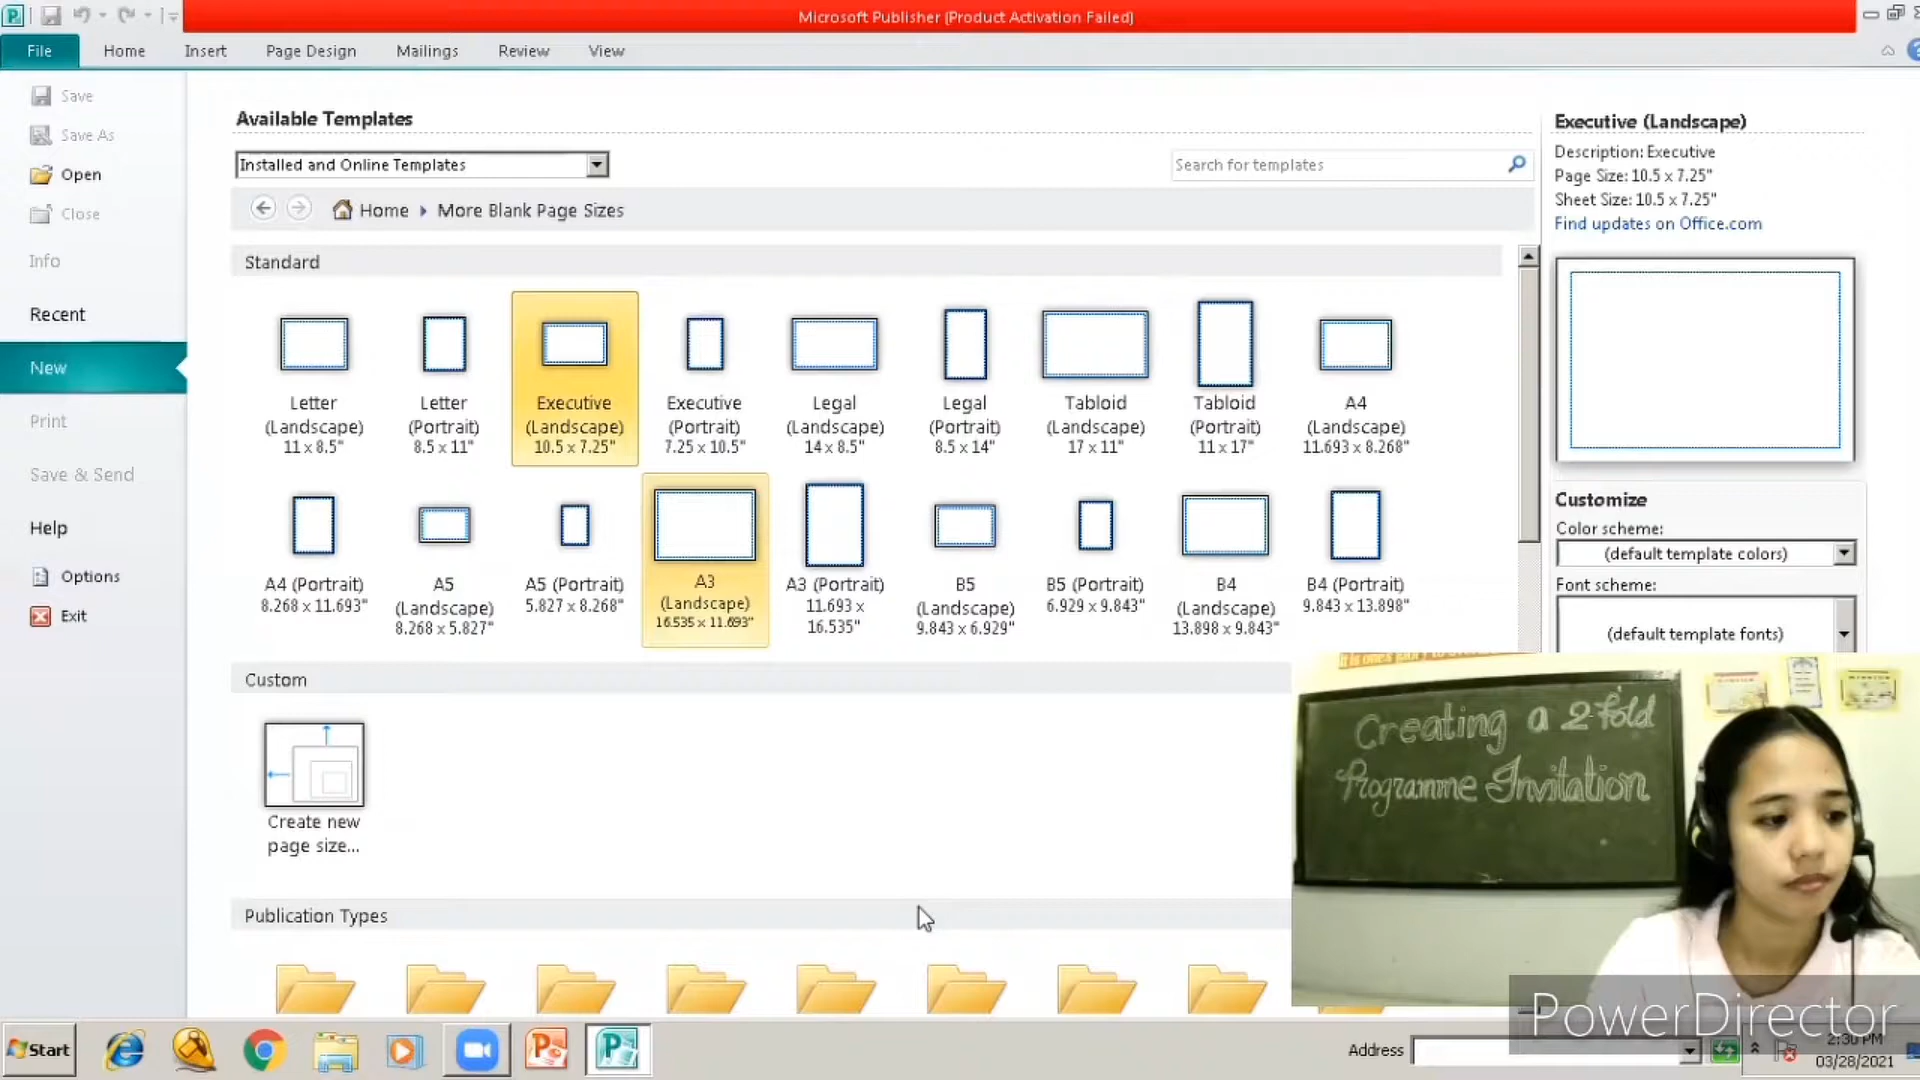 Microsoft Publisher (Product Activation Failed)
File Home Insert Page Design Mailings Review View
Save
Save As
Open
Close
Info
Recent
New
Print
Save & Send
Help
Options
Exit
Available Templates
Installed and Online Templates
Search for templates
Home More Blank Page Sizes
Standard
Letter (Landscape) 11 x 8.5"
Letter (Portrait) 8.5 x 11"
Executive (Landscape) 10.5 x 7.25"
Executive (Portrait) 7.25 x 10.5"
Legal (Landscape) 14 x 8.5"
Legal (Portrait) 8.5 x 14"
Tabloid (Landscape) 17 x 11"
Tabloid (Portrait) 11 x 17"
A4 (Landscape) 11.693 x 8.268"
A4 (Portrait) 8.268 x 11.693"
A5 (Landscape) 8.268 x 5.827"
A5 (Portrait) 5.827 x 8.268"
A3 (Landscape) 16.535 x 11.693"
A3 (Portrait) 11.693 x 16.535"
B5 (Landscape) 9.843 x 6.929"
B5 (Portrait) 6.929 x 9.843"
B4 (Landscape) 13.898 x 9.843"
B4 (Portrait) 9.843 x 13.898"
Custom
Create new
page size...
Publication Types
Executive (Landscape)
Description: Executive
Page Size: 10.5 x 7.25"
Sheet Size: 10.5 x 7.25"
Find updates on Office.com
Customize
Color scheme:
(default template colors)
Font scheme:
(default template fonts)
Creating a 2-fold
Programme Invitation
PowerDirector
Start
Address
2:30 PM
03/28/2021